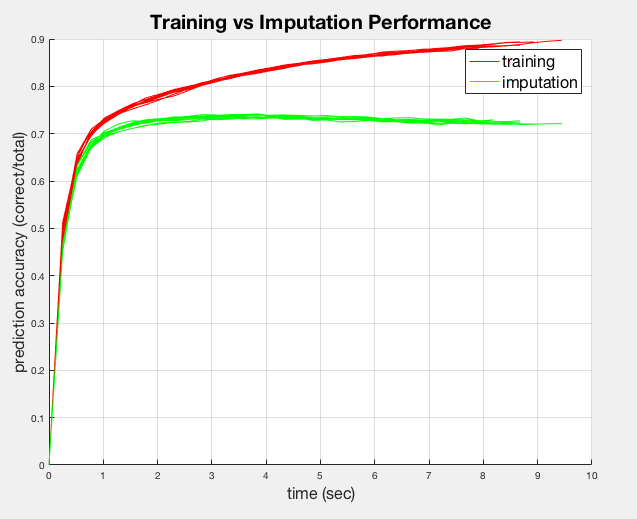 Training vs Imputation Performance
training
imputation
prediction accuracy (correct/total)
0.9
0.8
0.7
0.6
0.5
0.4
0.3
0.2
0.1
0
0 1 2 3 4 5 6 7 8 9 10
time (sec)